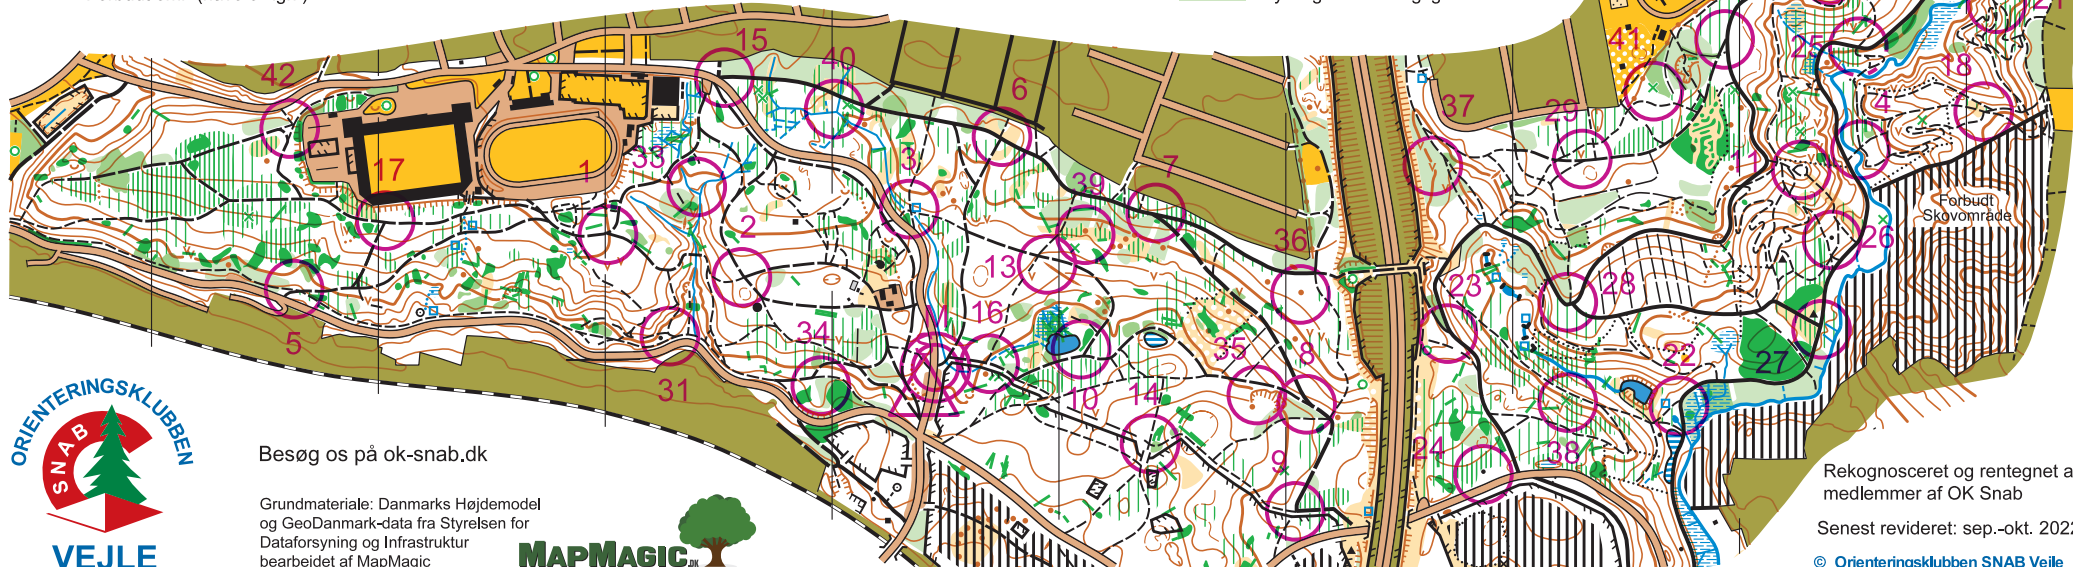 15
40
6
42
17
1
33
3
39
7
2
13
36
37
29
41
25
18
4
11
21
Forbudt
Skovområde
26
23
28
5
34
M
16
35
8
22
27
31
10
14
9
24
38
ORIENTERINGSKLUBBEN
SNAB
VEJLE
Besøg os på ok-snab.dk
Grundmateriale: Danmarks Højdemodel
og GeoDanmark-data fra Styrelsen for
Dataforsyning og Infrastruktur
bearbejdet af MapMagic
MAPMAGIC.DK
Rekognosceret og rentegnet a
medlemmer af OK Snab
Senest revideret: sep.-okt. 2022
© Orienteringsklubben SNAB Vejle